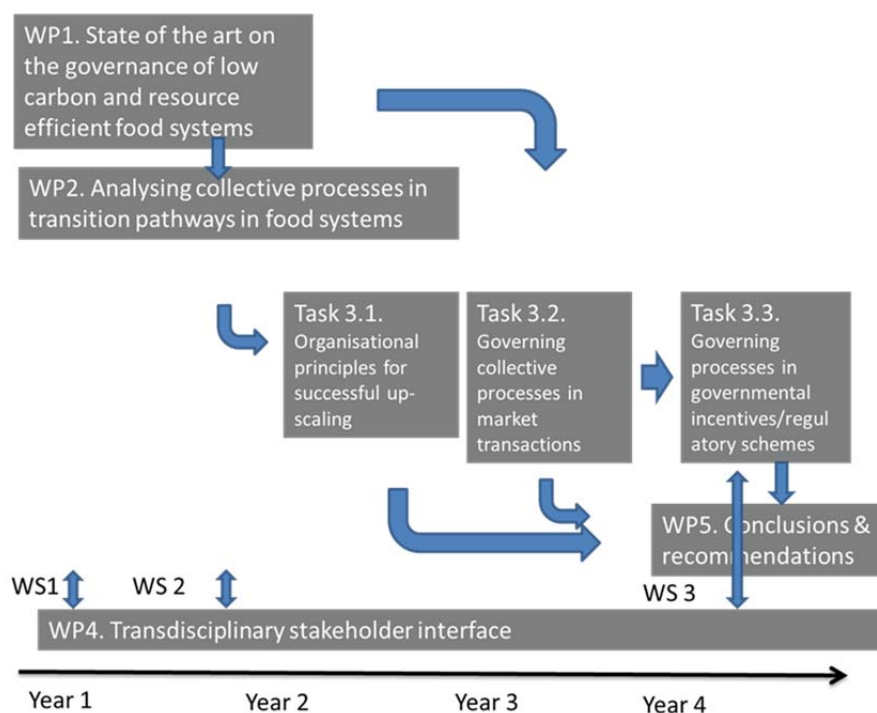 WP1. State of the art on
the governance of low
carbon and resource
efficient food systems
WP2. Analysing collective processes in
transition pathways in food systems
Task 3.1.
Organisational
principles for
successful up-
scaling
Task 3.2.
Governing
collective
processes in
market
transactions
Task 3.3.
Governing
processes in
governmental
incentives/regul
atory schemes
WP5. Conclusions &
recommendations
WS1
WS 2
WS 3
WP4. Transdisciplinary stakeholder interface
Year 1
Year 2
Year 3
Year 4